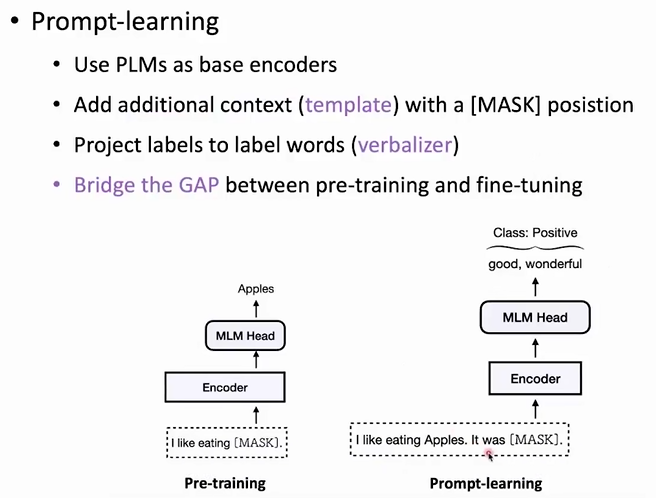 • Prompt-learning
• Use PLMs as base encoders
• Add additional context (template) with a [MASK] posistion
• Project labels to label words (verbalizer)
• Bridge the GAP between pre-training and fine-tuning
Apples
MLM Head
Encoder
I like eating [MASK].
Pre-training
Class: Positive
good, wonderful
MLM Head
Encoder
I like eating Apples. It was [MASK].
Prompt-learning